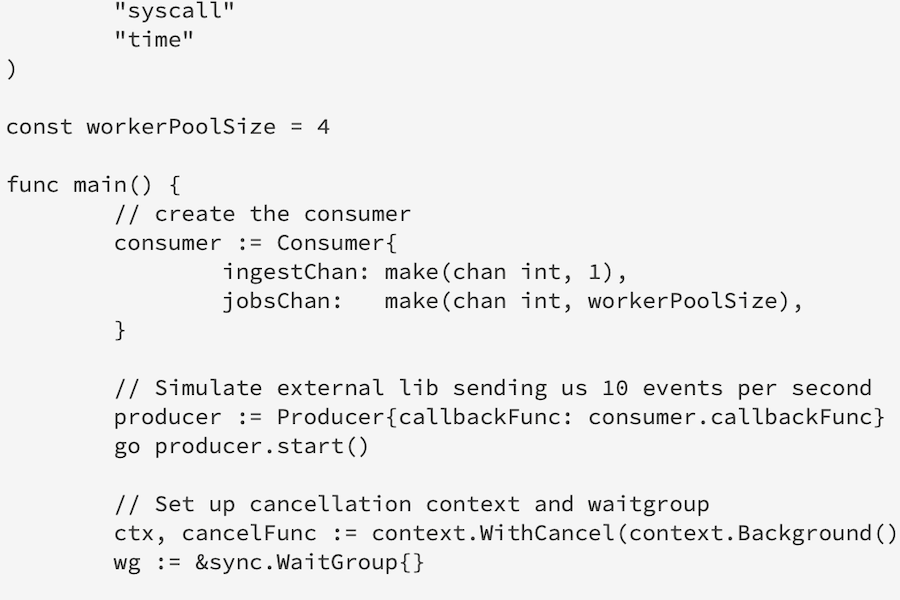 "syscall"
"time"
)
const workerPoolSize = 4
func main() {
// create the consumer
consumer := Consumer{
ingestChan: make(chan int, 1),
jobsChan:   make(chan int, workerPoolSize),
}
// Simulate external lib sending us 10 events per second
producer := Producer{callbackFunc: consumer.callbackFunc}
go producer.start()
// Set up cancellation context and waitgroup
ctx, cancelFunc := context.WithCancel(context.Background()
wg := &sync.WaitGroup{}